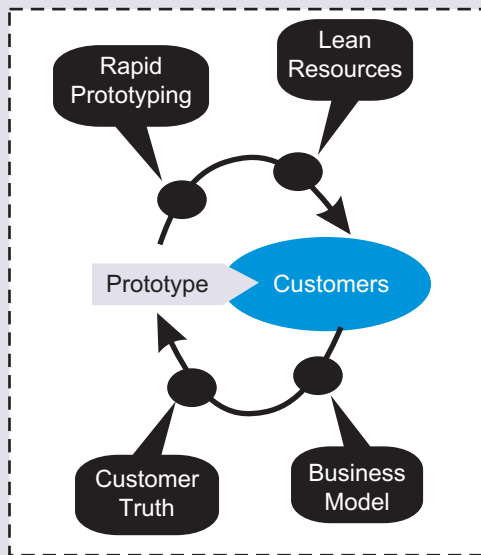 Rapid
Prototyping
Lean
Resources
Prototype
Customers
Customer
Truth
Business
Model